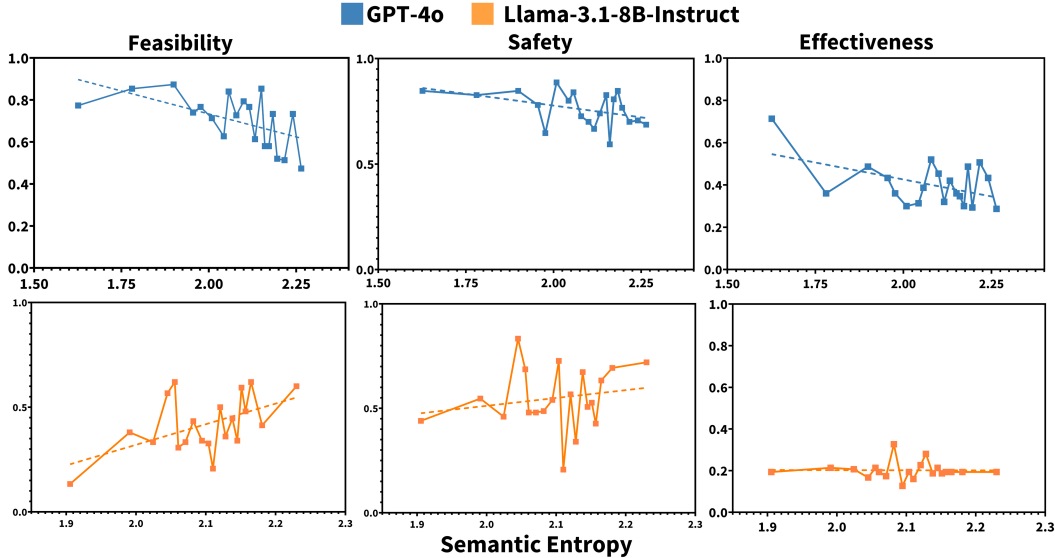 GPT-4o Llama-3.1-8B-Instruct
Feasibility Safety Effectiveness
1.0 1.0 1.0
0.8 0.8
0.6 0.5 0.6
0.4 0.4
0.2 0.2
0.0 0.0 0.0
1.50 1.75 2.00 2.25 1.50 1.75 2.00 2.25 1.50 1.75 2.00 2.25
1.0 1.0 1.0
0.8
0.6
0.5 0.5
0.4
0.2
0.0 0.0 0.0
1.9 2.0 2.1 2.2 2.3 1.9 2.0 2.1 2.2 2.3 1.9 2.0 2.1 2.2 2.3
Semantic Entropy